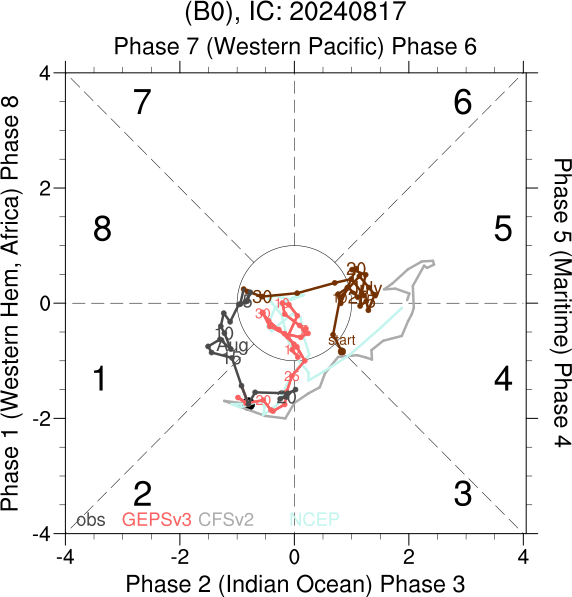 (B0), IC: 20240817
Phase 7 (Western Pacific) Phase 6
Phase 1 (Western Hem, Africa) Phase 8
Phase 5 (Maritime) Phase 4
4
2
0
-2
-4
7
6
8
5
1
4
2
3
30
start
Aug
20
25
obs
GEPSv3
CFSv2
NCEP
-4
-2
0
2
4
Phase 2 (Indian Ocean) Phase 3